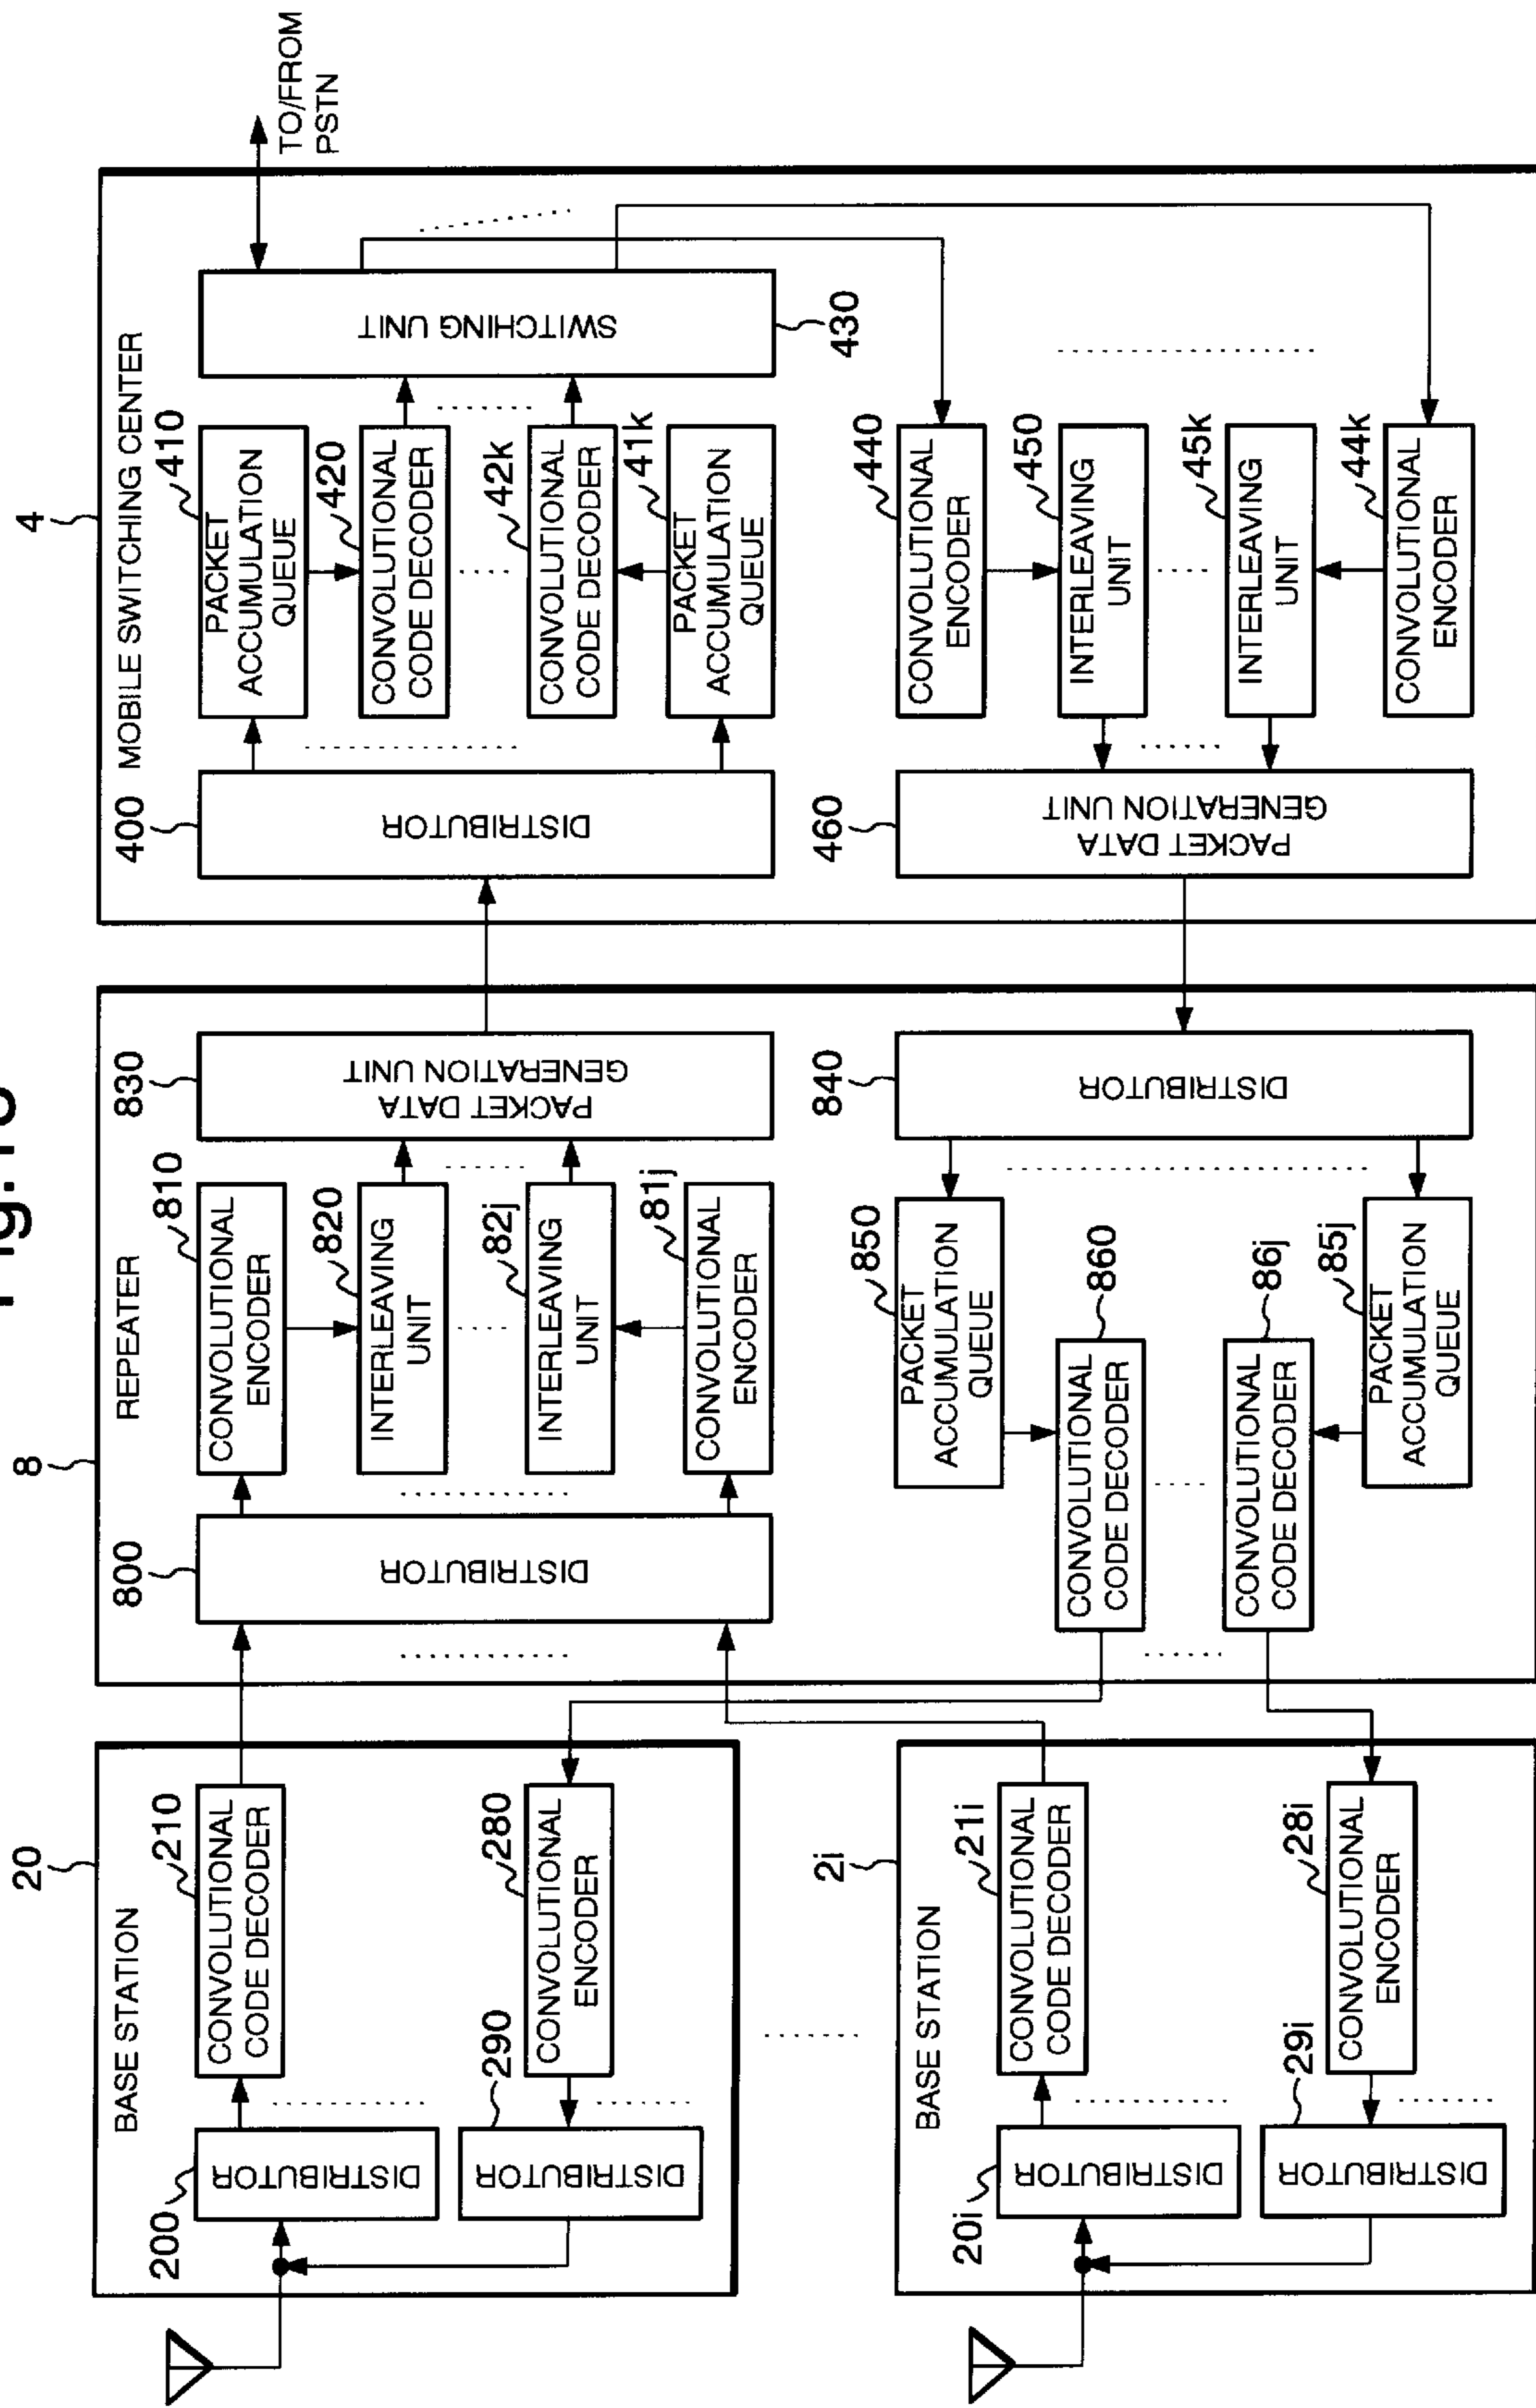 4
MOBILE SWITCHING CENTER
TO/FROM
PSTN
400
DISTRIBUTOR
410
PACKET
ACCUMULATION
QUEUE
420
CONVOLUTIONAL
CODE DECODER
42k
CONVOLUTIONAL
CODE DECODER
41k
PACKET
ACCUMULATION
QUEUE
SWITCHING UNIT
430
440
CONVOLUTIONAL
ENCODER
450
INTERLEAVING
UNIT
45k
INTERLEAVING
UNIT
44k
CONVOLUTIONAL
ENCODER
460
PACKET DATA
GENERATION UNIT
8
REPEATER
800
DISTRIBUTOR
810
CONVOLUTIONAL
ENCODER
820
INTERLEAVING
UNIT
82j
INTERLEAVING
UNIT
81j
CONVOLUTIONAL
ENCODER
830
PACKET DATA
GENERATION UNIT
840
DISTRIBUTOR
850
PACKET
ACCUMULATION
QUEUE
860
CONVOLUTIONAL
CODE DECODER
86j
CONVOLUTIONAL
CODE DECODER
85j
PACKET
ACCUMULATION
QUEUE
20
BASE STATION
200
DISTRIBUTOR
210
CONVOLUTIONAL
CODE DECODER
280
CONVOLUTIONAL
ENCODER
290
DISTRIBUTOR
2i
BASE STATION
20i
DISTRIBUTOR
21i
CONVOLUTIONAL
CODE DECODER
28i
CONVOLUTIONAL
ENCODER
29i
DISTRIBUTOR